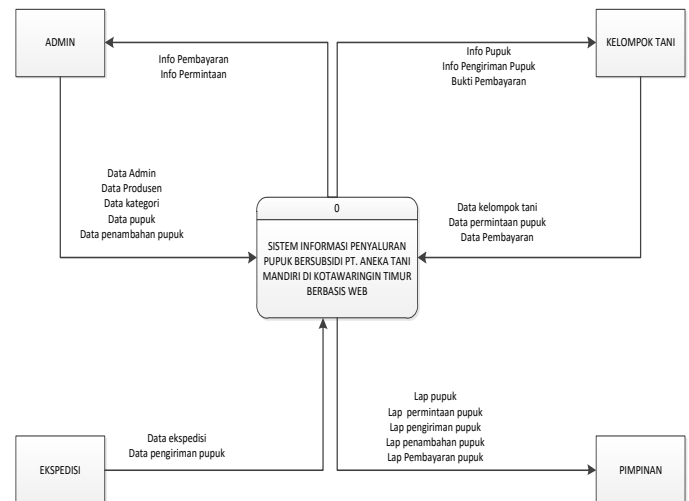 ADMIN
Info Pembayaran
Info Permintaan
Info Pupuk
Info Pengiriman Pupuk
Bukti Pembayaran
KELOMPOK TANI
Data Admin
Data Produsen
Data kategori
Data pupuk
Data penambahan pupuk
0
SISTEM INFORMASI PENYALURAN
PUPUK BERSUBSIDI PT. ANEKA TANI
MANDIRI DI KOTAWARINGIN TIMUR
BERBASIS WEB
Data kelompok tani
Data permintaan pupuk
Data Pembayaran
EKSPEDISI
Data ekspedisi
Data pengiriman pupuk
Lap pupuk
Lap permintaan pupuk
Lap pengiriman pupuk
Lap penambahan pupuk
Lap Pembayaran pupuk
PIMPINAN